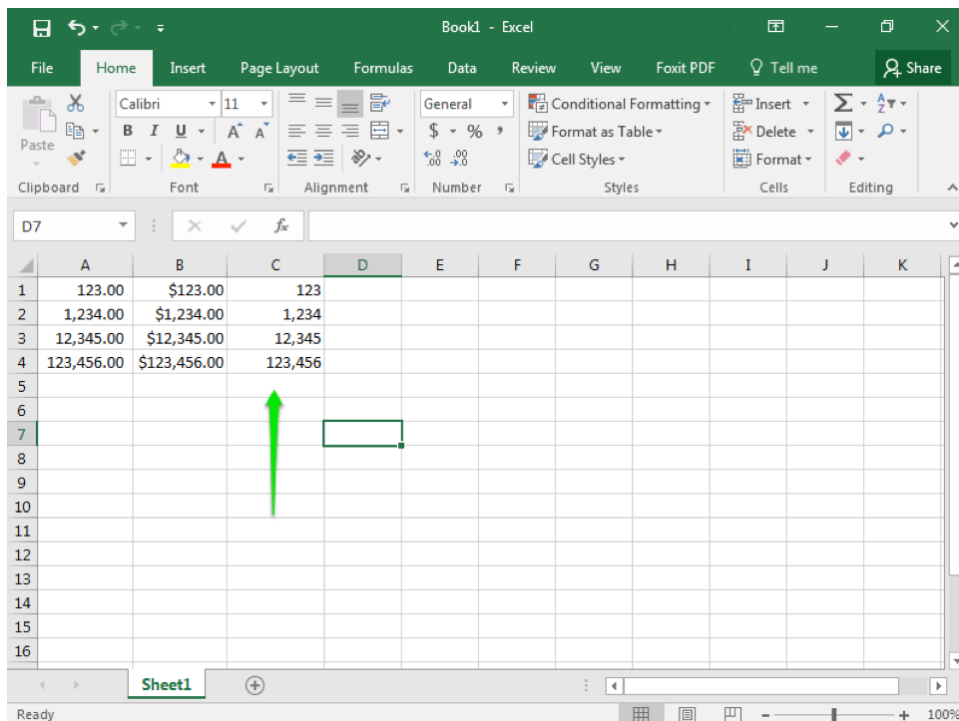 Book1 - Excel
File Home Insert Page Layout Formulas Data Review View Foxit PDF Tell me Share
Calibri 11 General Conditional Formatting Insert
Paste B I U A A $ % , Format as Table Delete
A .00 .00 Cell Styles Format
Clipboard Font Alignment Number Styles Cells Editing
D7 fx
A B C D E F G H I J K
1 123.00 $123.00 123
2 1,234.00 $1,234.00 1,234
3 12,345.00 $12,345.00 12,345
4 123,456.00 $123,456.00 123,456
5
6
7
8
9
10
11
12
13
14
15
16
Sheet1
Ready 100%